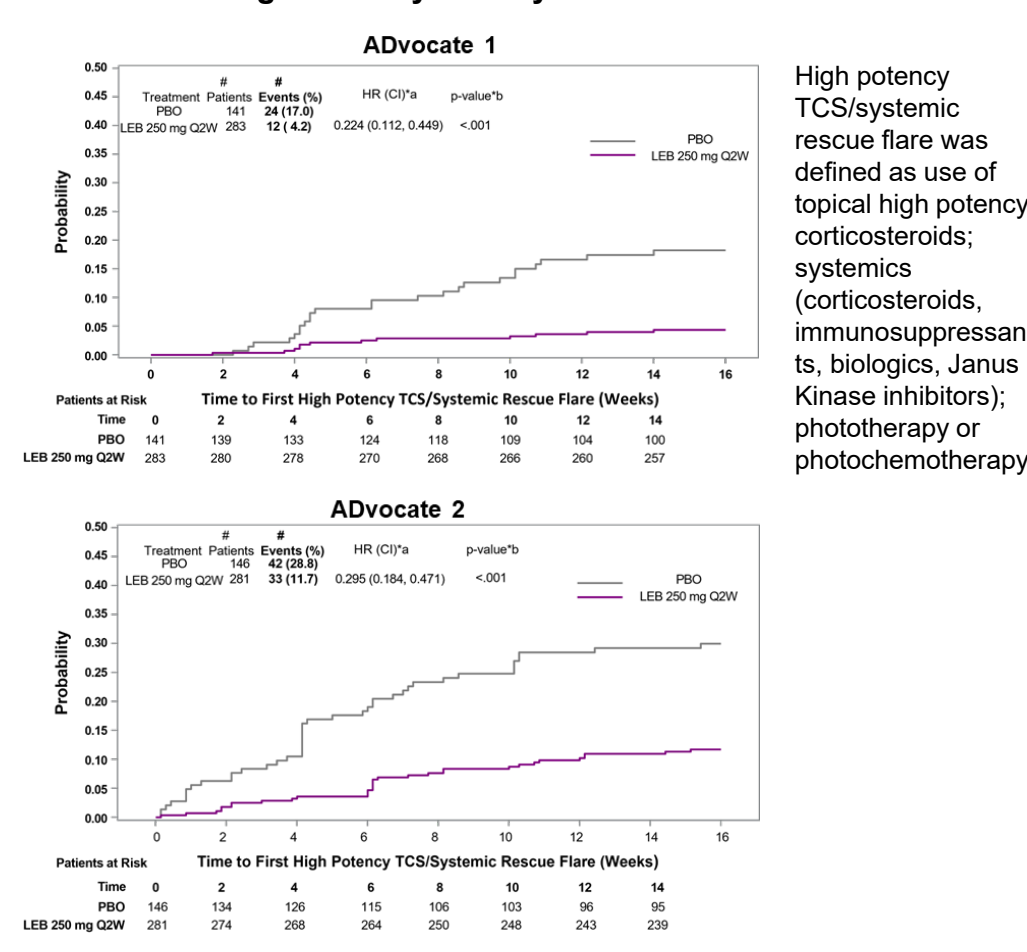 ADvocate 1
0.50
0.45
0.40
0.35
0.30
0.25
0.20
0.15
0.10
0.05
0.00
Probability
# #
Treatment Patients Events (%) HR (CI)*a p-value*b
PBO 141 24 (17.0)
LEB 250 mg Q2W 283 12 ( 4.2) 0.224 (0.112, 0.449) <.001
PBO
LEB 250 mg Q2W
0 2 4 6 8 10 12 14 16
Patients at Risk Time to First High Potency TCS/Systemic Rescue Flare (Weeks)
Time 0 2 4 6 8 10 12 14
PBO 141 139 133 124 118 109 104 100
LEB 250 mg Q2W 283 280 278 270 268 266 260 257
High potency
TCS/systemic
rescue flare was
defined as use of
topical high potency
corticosteroids;
systemics
(corticosteroids,
immunosuppressan
ts, biologics, Janus
Kinase inhibitors);
phototherapy or
photochemotherapy
ADvocate 2
0.50
0.45
0.40
0.35
0.30
0.25
0.20
0.15
0.10
0.05
0.00
Probability
# #
Treatment Patients Events (%) HR (CI)*a p-value*b
PBO 146 42 (28.8)
LEB 250 mg Q2W 281 33 (11.7) 0.295 (0.184, 0.471) <.001
PBO
LEB 250 mg Q2W
0 2 4 6 8 10 12 14 16
Patients at Risk Time to First High Potency TCS/Systemic Rescue Flare (Weeks)
Time 0 2 4 6 8 10 12 14
PBO 146 134 126 115 106 103 96 95
LEB 250 mg Q2W 281 274 268 264 250 248 243 239